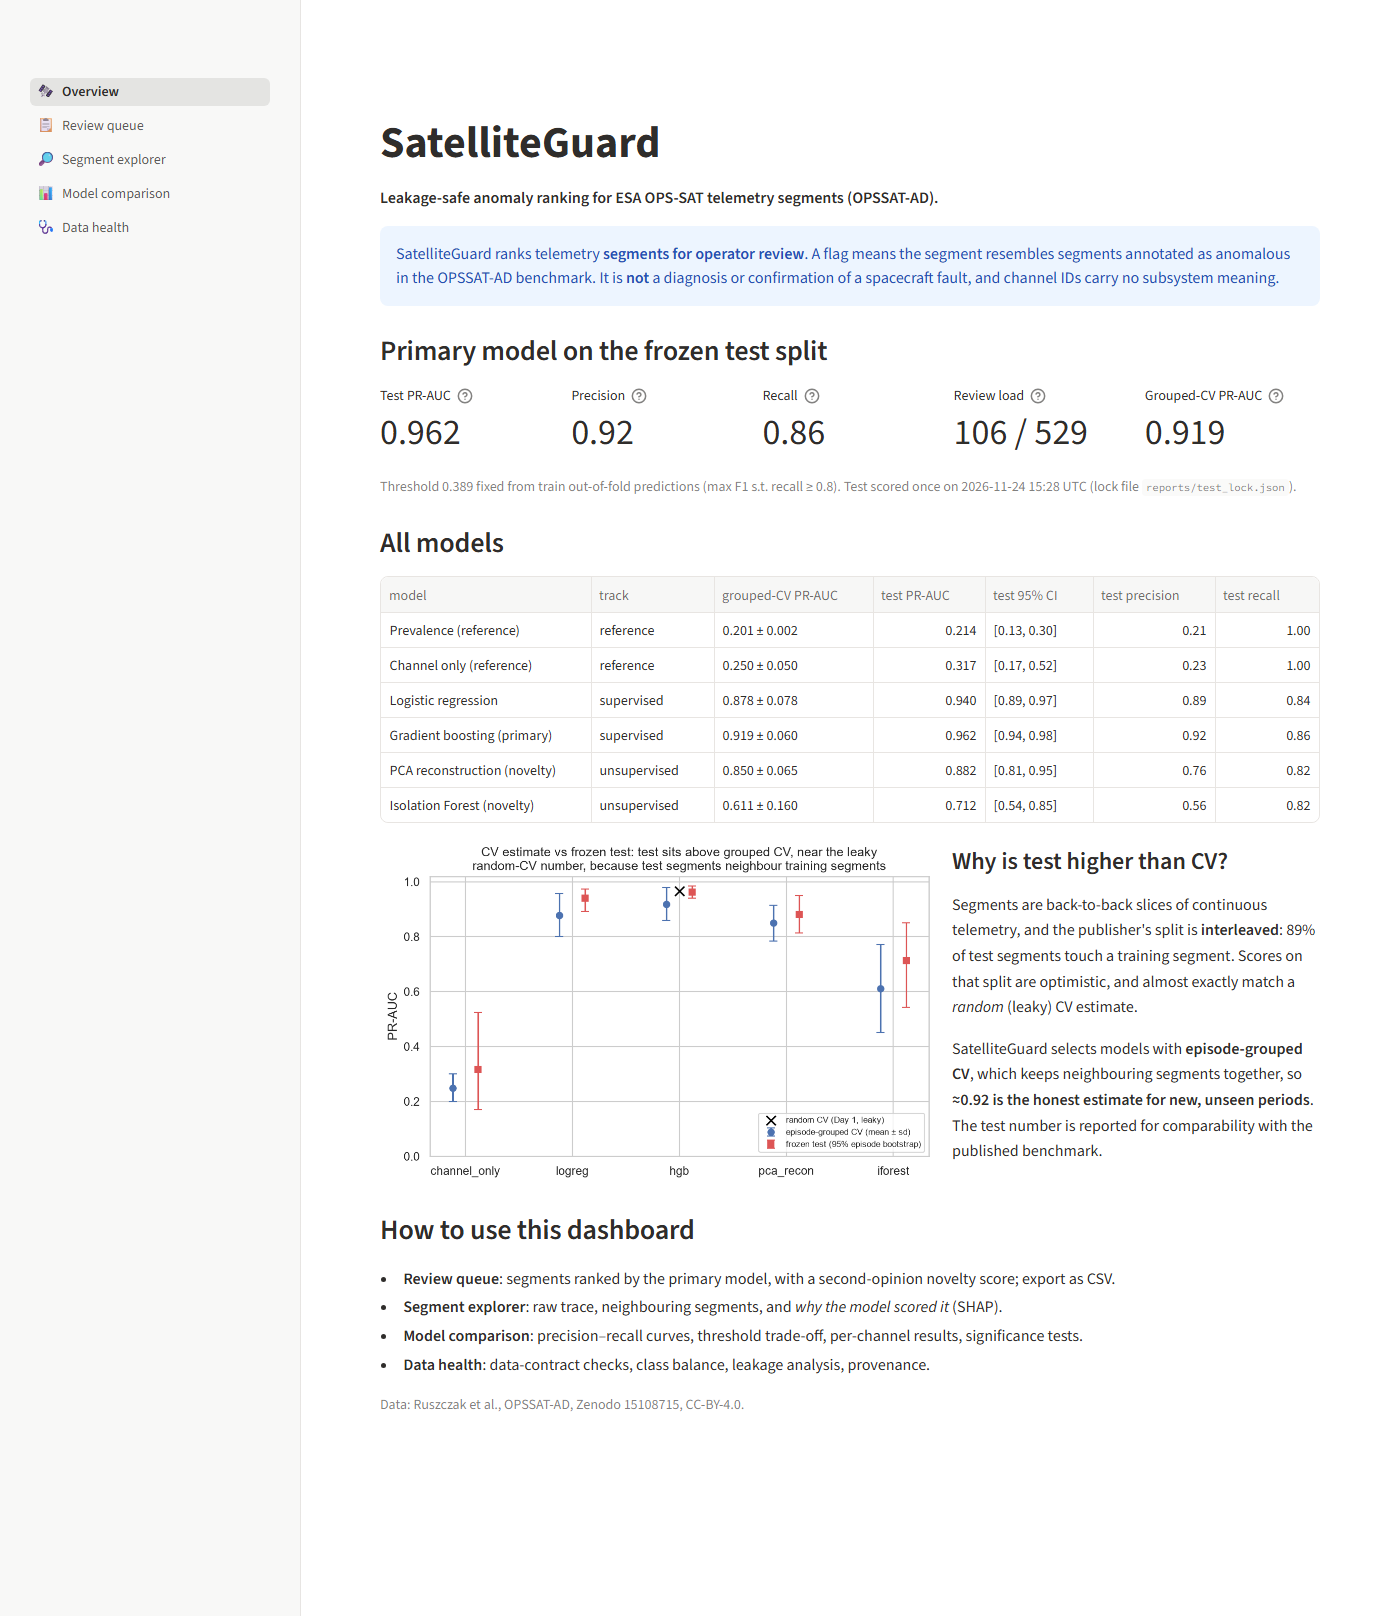 Overview
Review queue
Segment explorer
Model comparison
Data health
SatelliteGuard
Leakage-safe anomaly ranking for ESA OPS-SAT telemetry segments (OPSSAT-AD).
SatelliteGuard ranks telemetry segments for operator review. A flag means the segment resembles segments annotated as anomalous
in the OPSSAT-AD benchmark. It is not a diagnosis or confirmation of a spacecraft fault, and channel IDs carry no subsystem meaning.
Primary model on the frozen test split
Test PR-AUC Precision Recall Review load Grouped-CV PR-AUC
0.962 0.92 0.86 106 / 529 0.919
Threshold 0.389 fixed from train out-of-fold predictions (max F1 s.t. recall ≥ 0.8). Test scored once on 2026-11-24 15:28 UTC (lock file reports/test_lock.json ).
All models
model track grouped-CV PR-AUC test PR-AUC test 95% CI test precision test recall
Prevalence (reference) reference 0.201 ± 0.002 0.214 [0.13, 0.30] 0.21 1.00
Channel only (reference) reference 0.250 ± 0.050 0.317 [0.17, 0.52] 0.23 1.00
Logistic regression supervised 0.878 ± 0.078 0.940 [0.89, 0.97] 0.89 0.84
Gradient boosting (primary) supervised 0.919 ± 0.060 0.962 [0.94, 0.98] 0.92 0.86
PCA reconstruction (novelty) unsupervised 0.850 ± 0.065 0.882 [0.81, 0.95] 0.76 0.82
Isolation Forest (novelty) unsupervised 0.611 ± 0.160 0.712 [0.54, 0.85] 0.56 0.82
CV estimate vs frozen test: test sits above grouped CV, near the leaky
random-CV number, because test segments neighbour training segments
1.0
0.8
0.6
0.4
0.2
0.0
PR-AUC
random CV (Day 1, leaky)
episode-grouped CV (mean ± sd)
frozen test (95% episode bootstrap)
channel_only logreg hgb pca_recon iforest
Why is test higher than CV?
Segments are back-to-back slices of continuous
telemetry, and the publisher's split is interleaved: 89%
of test segments touch a training segment. Scores on
that split are optimistic, and almost exactly match a
random (leaky) CV estimate.
SatelliteGuard selects models with episode-grouped
CV, which keeps neighbouring segments together, so
≈0.92 is the honest estimate for new, unseen periods.
The test number is reported for comparability with the
published benchmark.
How to use this dashboard
• Review queue: segments ranked by the primary model, with a second-opinion novelty score; export as CSV.
• Segment explorer: raw trace, neighbouring segments, and why the model scored it (SHAP).
• Model comparison: precision–recall curves, threshold trade-off, per-channel results, significance tests.
• Data health: data-contract checks, class balance, leakage analysis, provenance.
Data: Ruszczak et al., OPSSAT-AD, Zenodo 15108715, CC-BY-4.0.